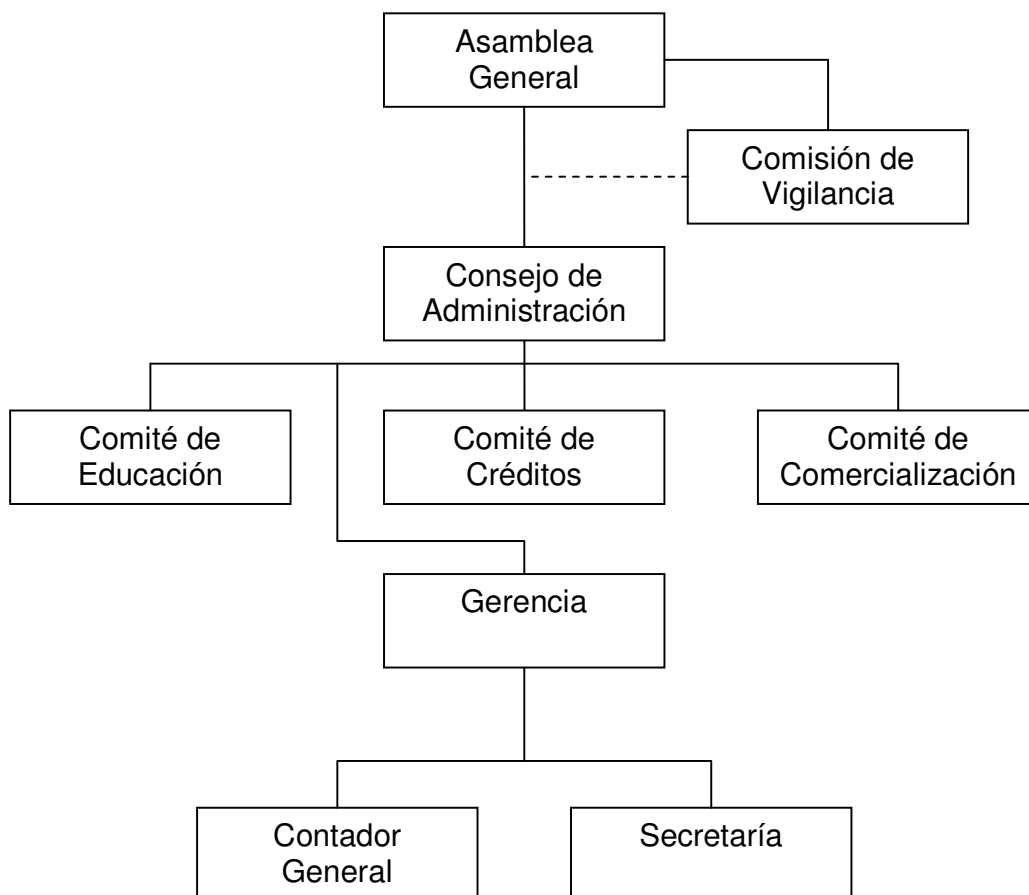 Asamblea
General
Comisión de
Vigilancia
Consejo de
Administración
Comité de
Educación
Comité de
Créditos
Comité de
Comercialización
Gerencia
Contador
General
Secretaría